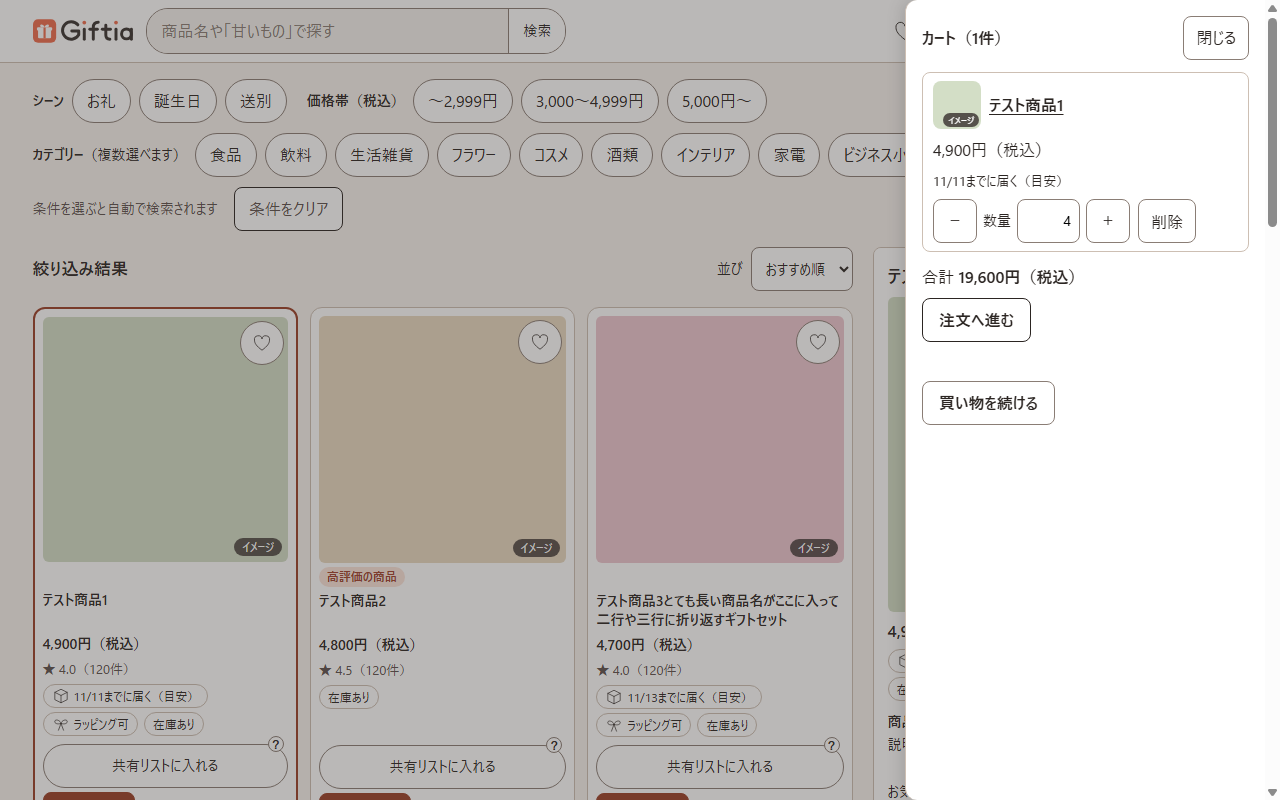 Giftia
商品名や「甘いもの」で探す
検索
シーン
お礼
誕生日
送別
価格帯（税込）
～2,999円
3,000～4,999円
5,000円～
カテゴリー（複数選べます）
食品
飲料
生活雑貨
フラワー
コスメ
酒類
インテリア
家電
ビジネス小
条件を選ぶと自動で検索されます
条件をクリア
絞り込み結果
並び
おすすめ順
イメージ
テスト商品1
4,900円（税込）
★ 4.0（120件）
11/11までに届く（目安）
ラッピング可
在庫あり
共有リストに入れる
?
イメージ
高評価の商品
テスト商品2
4,800円（税込）
★ 4.5（120件）
在庫あり
共有リストに入れる
?
イメージ
テスト商品3とても長い商品名がここに入って
二行や三行に折り返すギフトセット
4,700円（税込）
★ 4.0（120件）
11/13までに届く（目安）
ラッピング可
在庫あり
共有リストに入れる
?
カート（1件）
閉じる
イメージ
テスト商品1
4,900円（税込）
11/11までに届く（目安）
−
数量
4
+
削除
合計 19,600円（税込）
注文へ進む
買い物を続ける